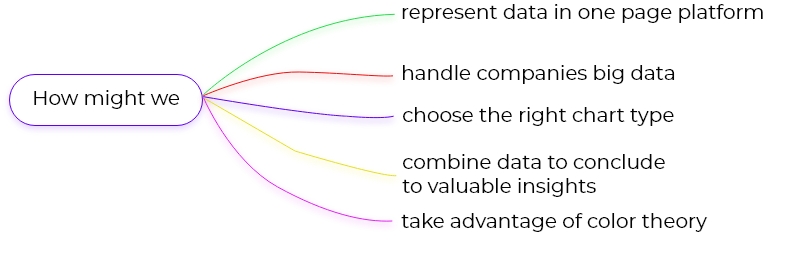 How might we
represent data in one page platform
handle companies big data
choose the right chart type
combine data to conclude
to valuable insights
take advantage of color theory